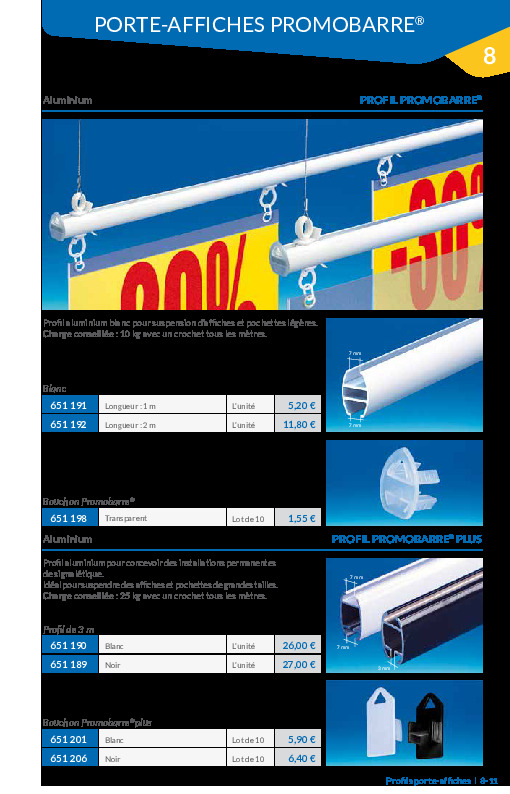 PORTE-AFFICHES PROMOBARRE®
8
Aluminium PROFIL PROMOBARRE®
80%
-30%
Profil aluminium blanc pour suspension d'affiches et pochettes légères.
Charge conseillée : 10 kg avec un crochet tous les mètres.
7 mm
7 mm
Blanc
651 191 Longueur : 1 m L'unité 5,20 €
651 192 Longueur : 2 m L'unité 11,80 €
Bouchon Promobarre®
651 198 Transparent Lot de 10 1,55 €
Aluminium PROFIL PROMOBARRE® PLUS
Profil aluminium pour concevoir des installations permanentes
de signalétique.
Idéal pour suspendre des affiches et pochettes de grandes tailles.
Charge conseillée : 25 kg avec un crochet tous les mètres.
7 mm
7 mm
3 mm
Profil de 3 m
651 190 Blanc L'unité 26,00 €
651 189 Noir L'unité 27,00 €
Bouchon Promobarre® plus
651 201 Blanc Lot de 10 5,90 €
651 206 Noir Lot de 10 6,40 €
Profils porte-affiches | 8-11